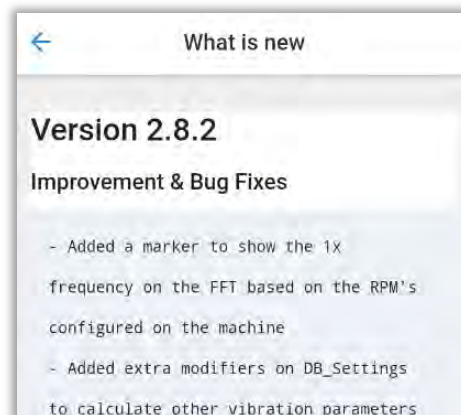 What is new
Version 2.8.2
Improvement & Bug Fixes
- Added a marker to show the 1x
frequency on the FFT based on the RPM's
configured on the machine
- Added extra modifiers on DB_Settings
to calculate other vibration parameters